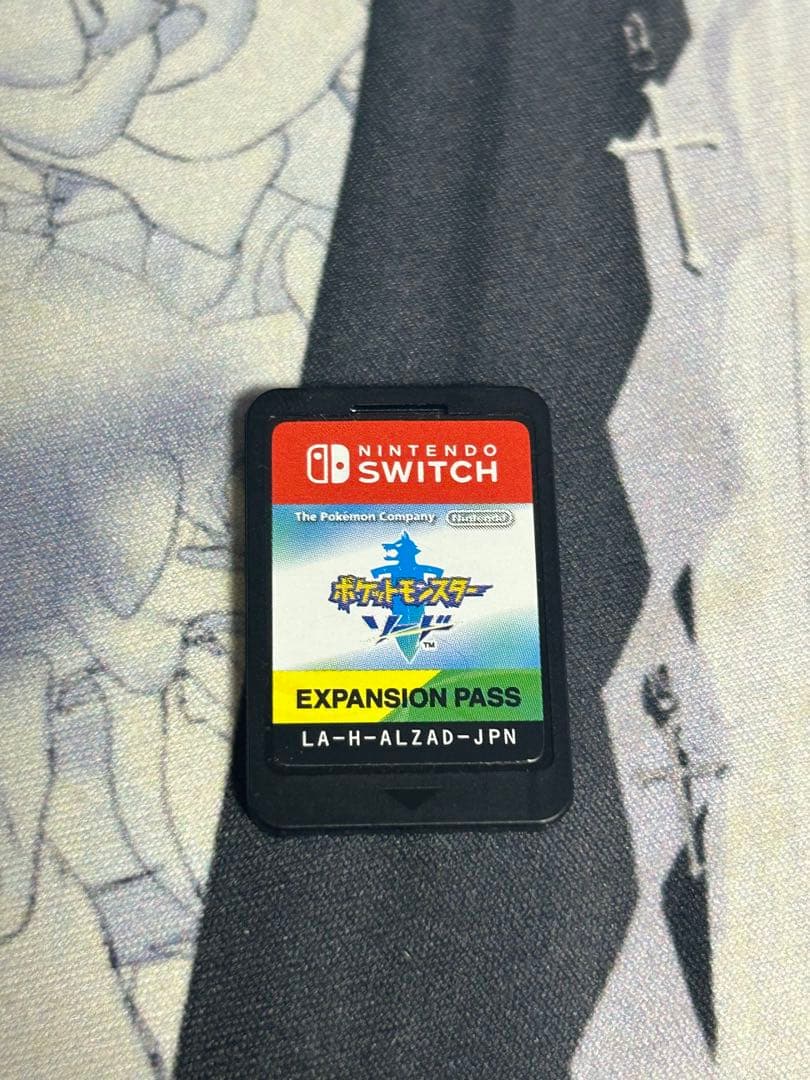 NINTENDO
SWITCH
The Pokémon Company Nintendo
ポケットモンスター
ソード TM
EXPANSION PASS
LA-H-ALZAD-JPN